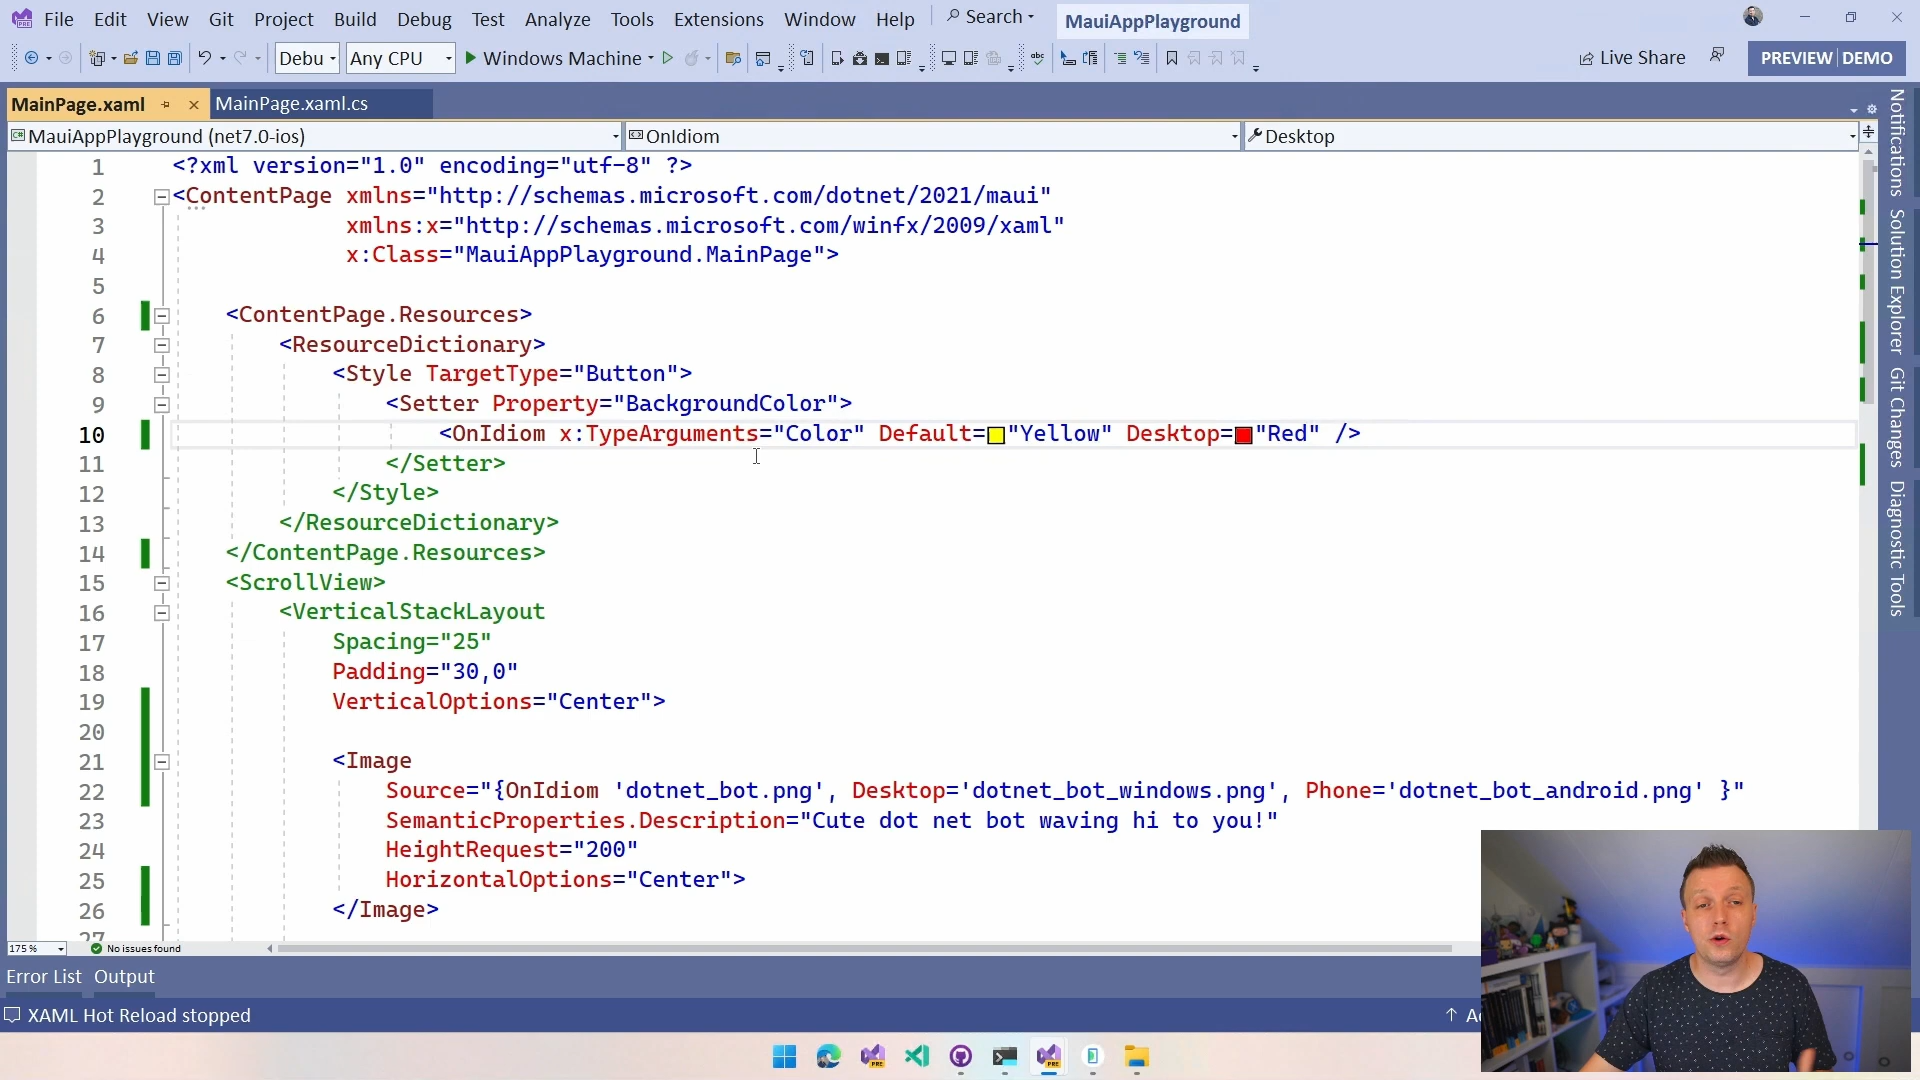 File Edit View Git Project Build Debug Test Analyze Tools Extensions Window Help Search MauiAppPlayground
Debu Any CPU Windows Machine Live Share PREVIEW DEMO
MainPage.xaml MainPage.xaml.cs
MauiAppPlayground (net7.0-ios) OnIdiom Desktop
1 <?xml version="1.0" encoding="utf-8" ?>
2 <ContentPage xmlns="http://schemas.microsoft.com/dotnet/2021/maui"
3 xmlns:x="http://schemas.microsoft.com/winfx/2009/xaml"
4 x:Class="MauiAppPlayground.MainPage">
5
6 <ContentPage.Resources>
7 <ResourceDictionary>
8 <Style TargetType="Button">
9 <Setter Property="BackgroundColor">
10 <OnIdiom x:TypeArguments="Color" Default="Yellow" Desktop="Red" />
11 </Setter>
12 </Style>
13 </ResourceDictionary>
14 </ContentPage.Resources>
15 <ScrollView>
16 <VerticalStackLayout
17 Spacing="25"
18 Padding="30,0"
19 VerticalOptions="Center">
20
21 <Image
22 Source="{OnIdiom 'dotnet_bot.png', Desktop='dotnet_bot_windows.png', Phone='dotnet_bot_android.png' }"
23 SemanticProperties.Description="Cute dot net bot waving hi to you!"
24 HeightRequest="200"
25 HorizontalOptions="Center">
26 </Image>
27
175 % No issues found
Error List Output
XAML Hot Reload stopped
Notifications
Solution Explorer
Git Changes
Diagnostic Tools